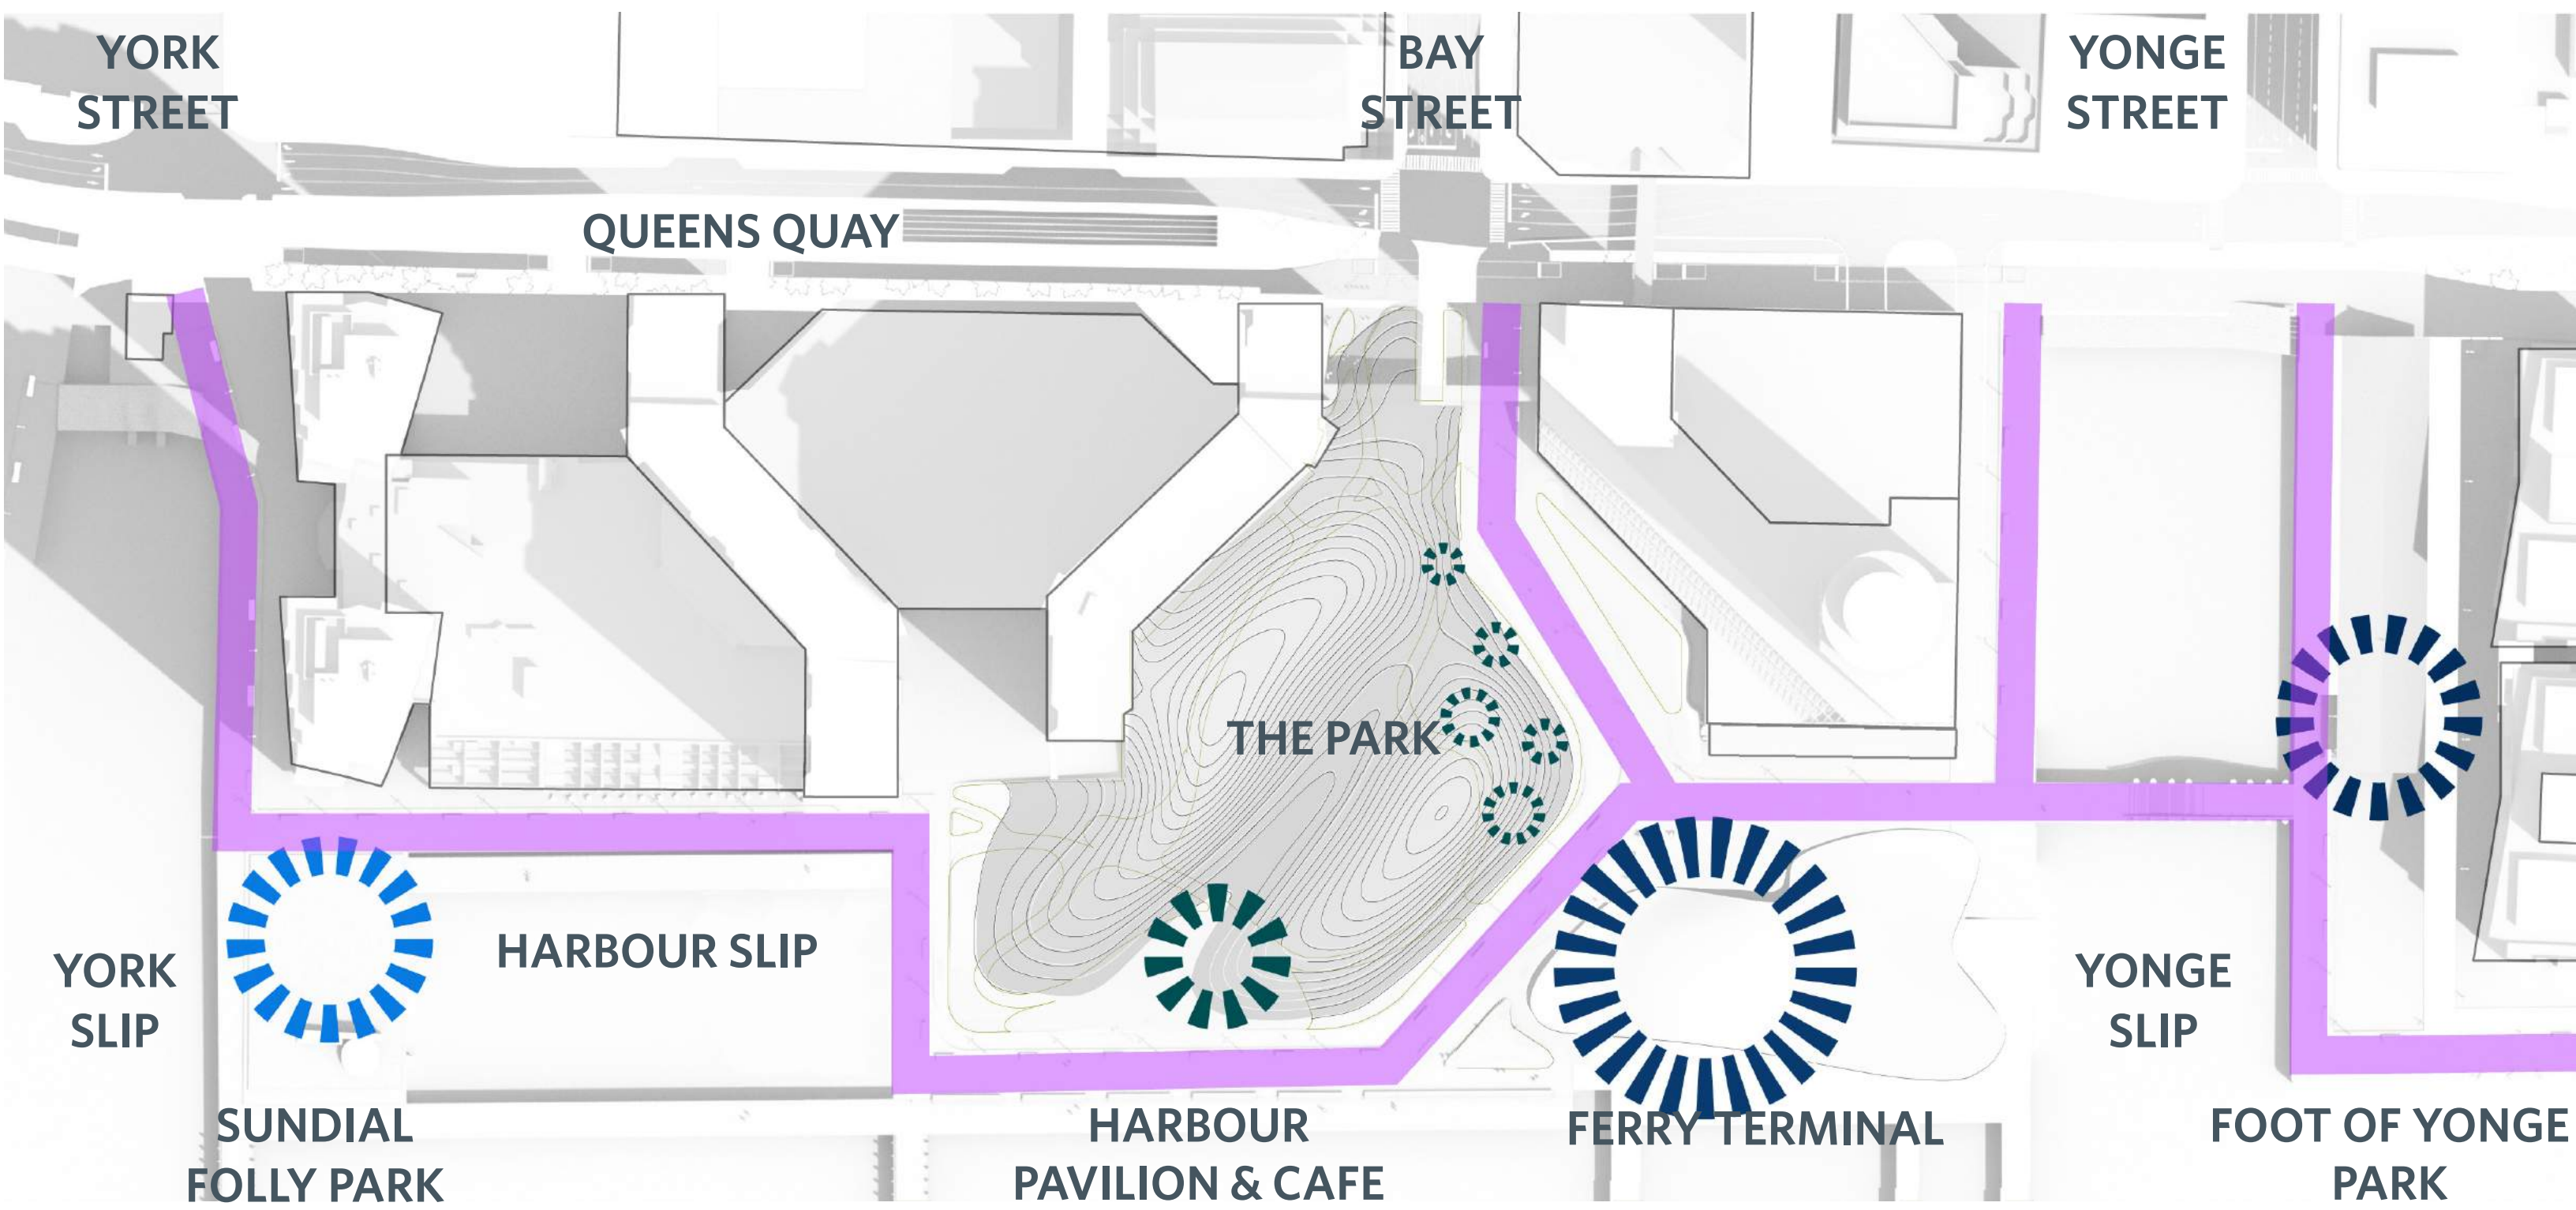 YORK
STREET
BAY
STREET
YONGE
STREET
QUEENS QUAY
THE PARK
HARBOUR SLIP
YORK
SLIP
YONGE
SLIP
SUNDIAL
FOLLY PARK
HARBOUR
PAVILION & CAFE
FERRY TERMINAL
FOOT OF YONGE
PARK